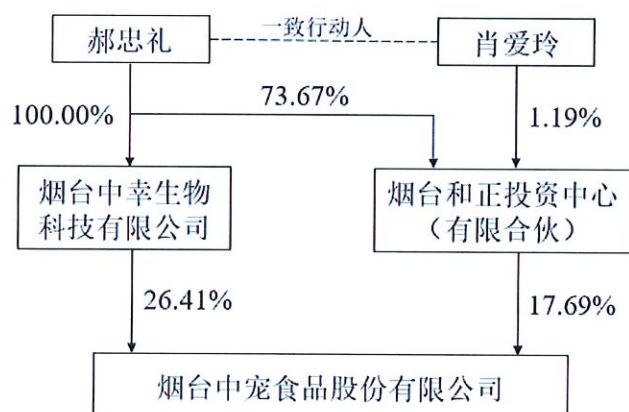 一致行动人
郝忠礼
肖爱玲
73.67%
100.00%
1.19%
烟台中幸生物
科技有限公司
烟台和正投资中心
（有限合伙）
26.41%
17.69%
烟台中宠食品股份有限公司